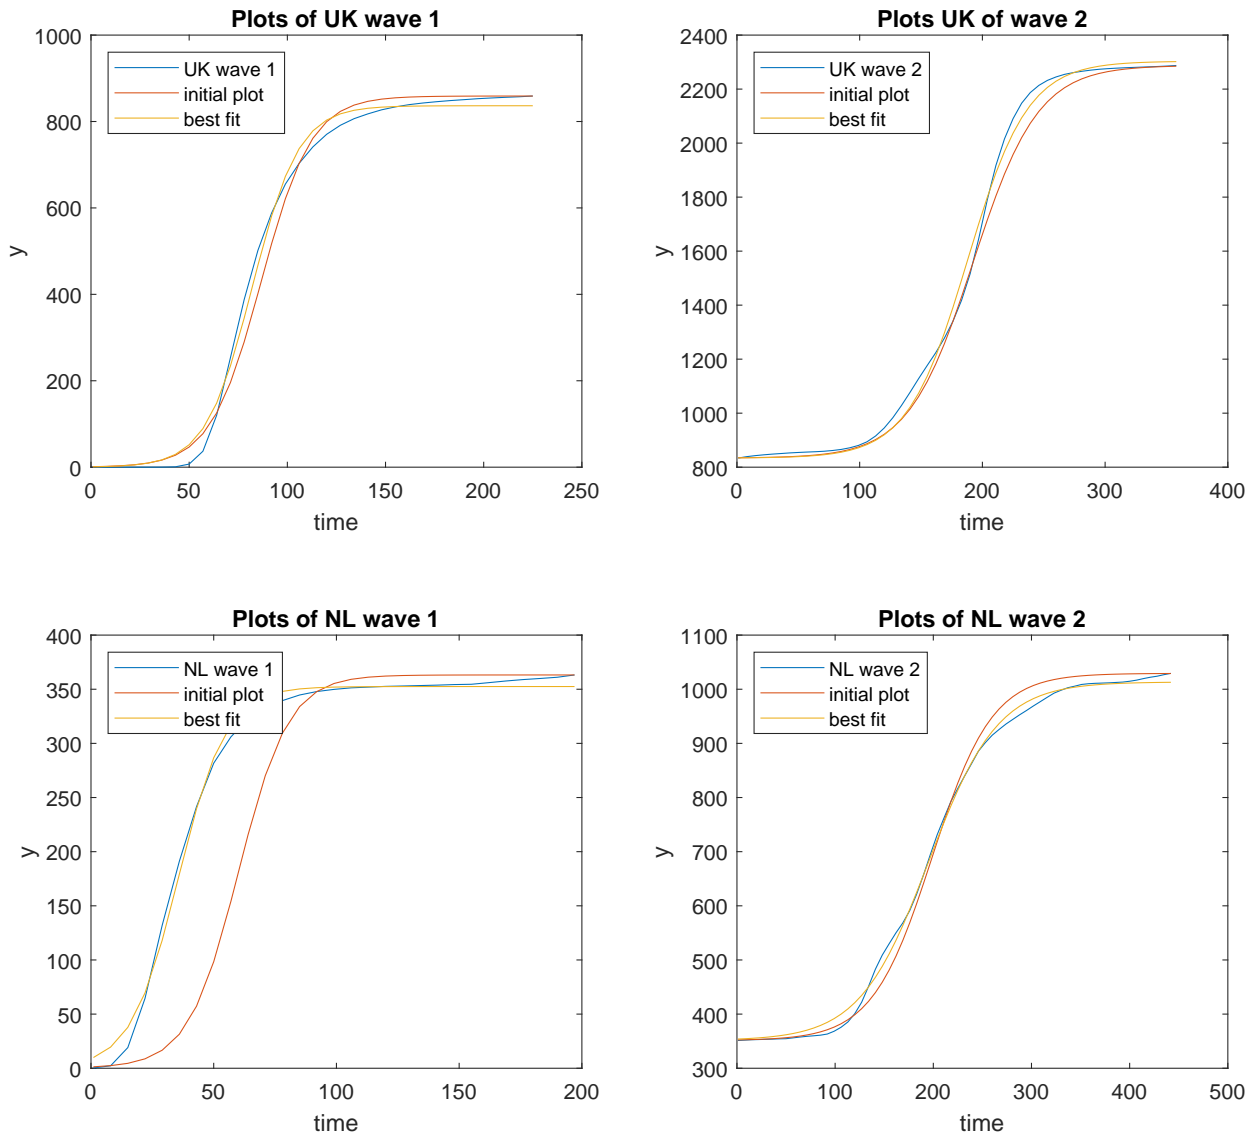 Plots of UK wave 1
1000
800
600
400
200
0
y
0 50 100 150 200 250
time
UK wave 1
initial plot
best fit
Plots UK of wave 2
2400
2200
2000
1800
1600
1400
1200
1000
800
y
0 100 200 300 400
time
UK wave 2
initial plot
best fit
Plots of NL wave 1
400
350
300
250
200
150
100
50
0
y
0 50 100 150 200
time
NL wave 1
initial plot
best fit
Plots of NL wave 2
1100
1000
900
800
700
600
500
400
300
y
0 100 200 300 400 500
time
NL wave 2
initial plot
best fit